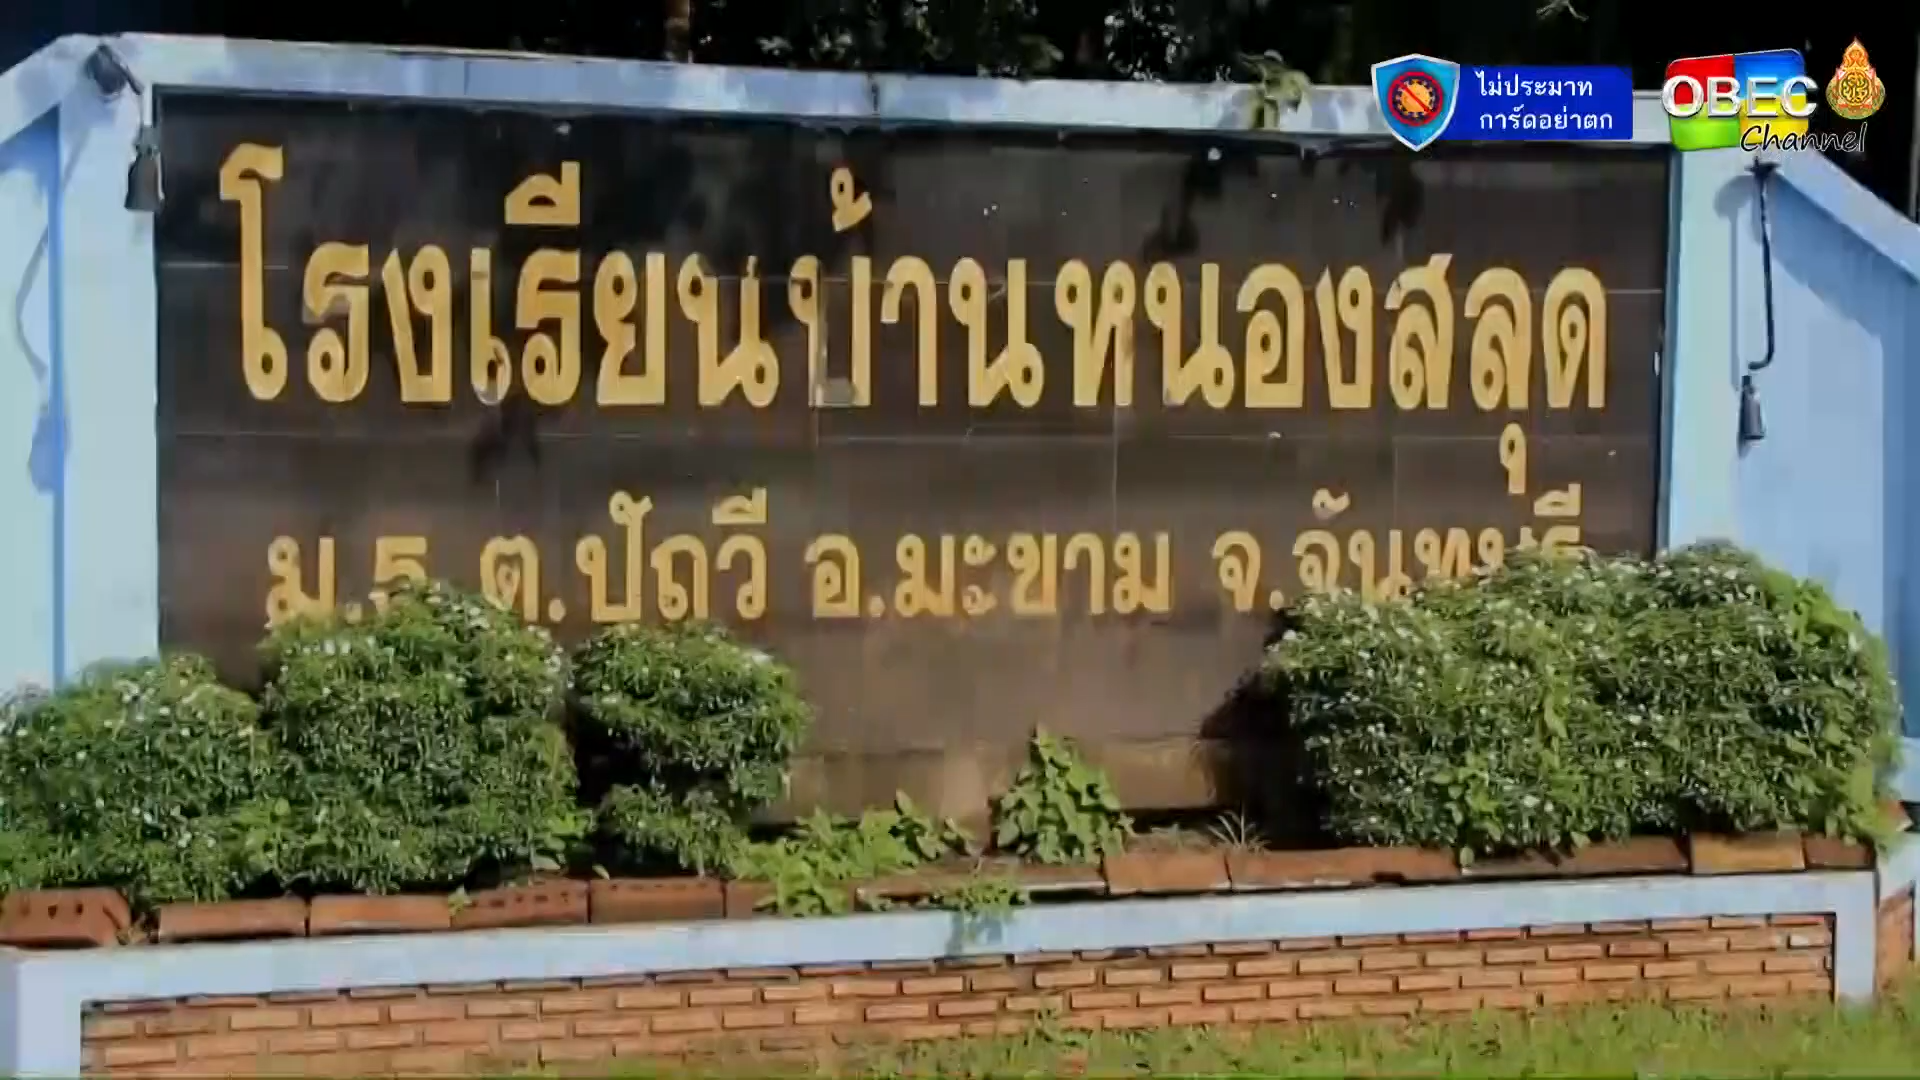 ไม่ประมาท
การ์ดอย่าตก
OBEC
Channel
โรงเรียนบ้านหนองสลุด
ต.ปัถวี อ.มะขาม จ.จันทบุรี